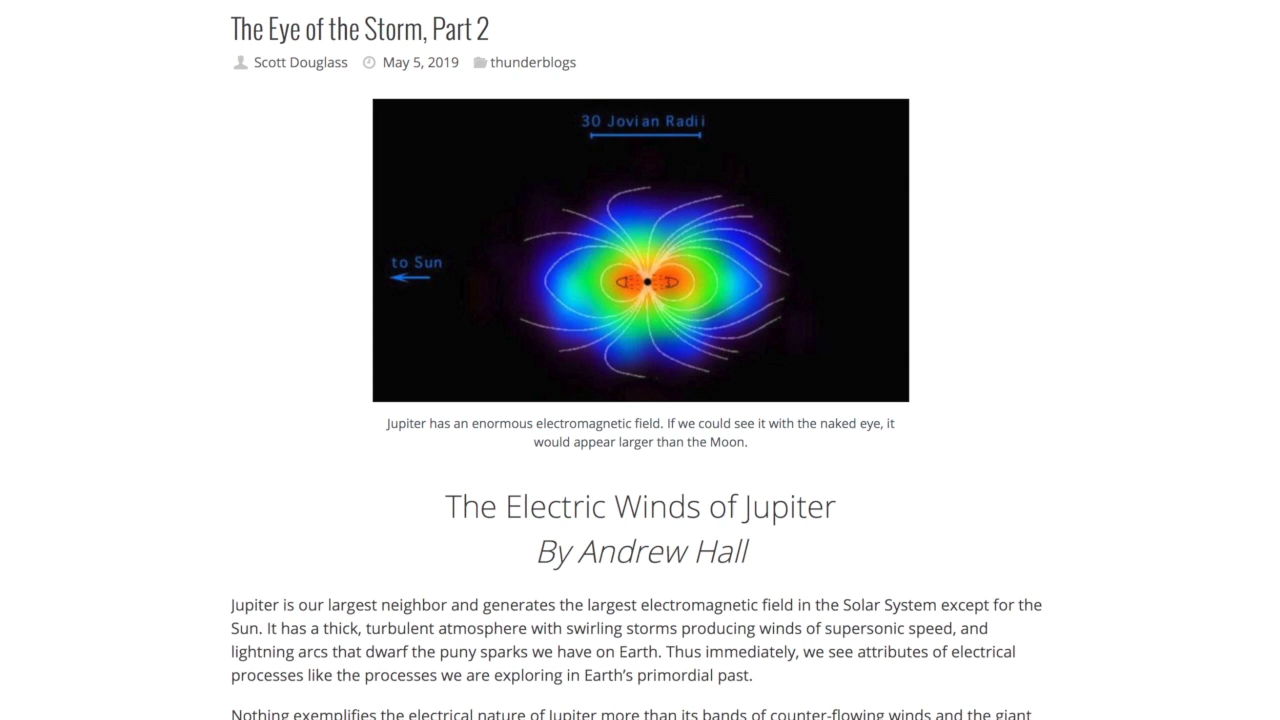 The Eye of the Storm, Part 2
Scott Douglass May 5, 2019 thunderblogs
30 Jovian Radii
to Sun
Jupiter has an enormous electromagnetic field. If we could see it with the naked eye, it
would appear larger than the Moon.
The Electric Winds of Jupiter
By Andrew Hall
Jupiter is our largest neighbor and generates the largest electromagnetic field in the Solar System except for the
Sun. It has a thick, turbulent atmosphere with swirling storms producing winds of supersonic speed, and
lightning arcs that dwarf the puny sparks we have on Earth. Thus immediately, we see attributes of electrical
processes like the processes we are exploring in Earth’s primordial past.
Nothing exemplifies the electrical nature of Jupiter more than its bands of counter-flowing winds and the giant